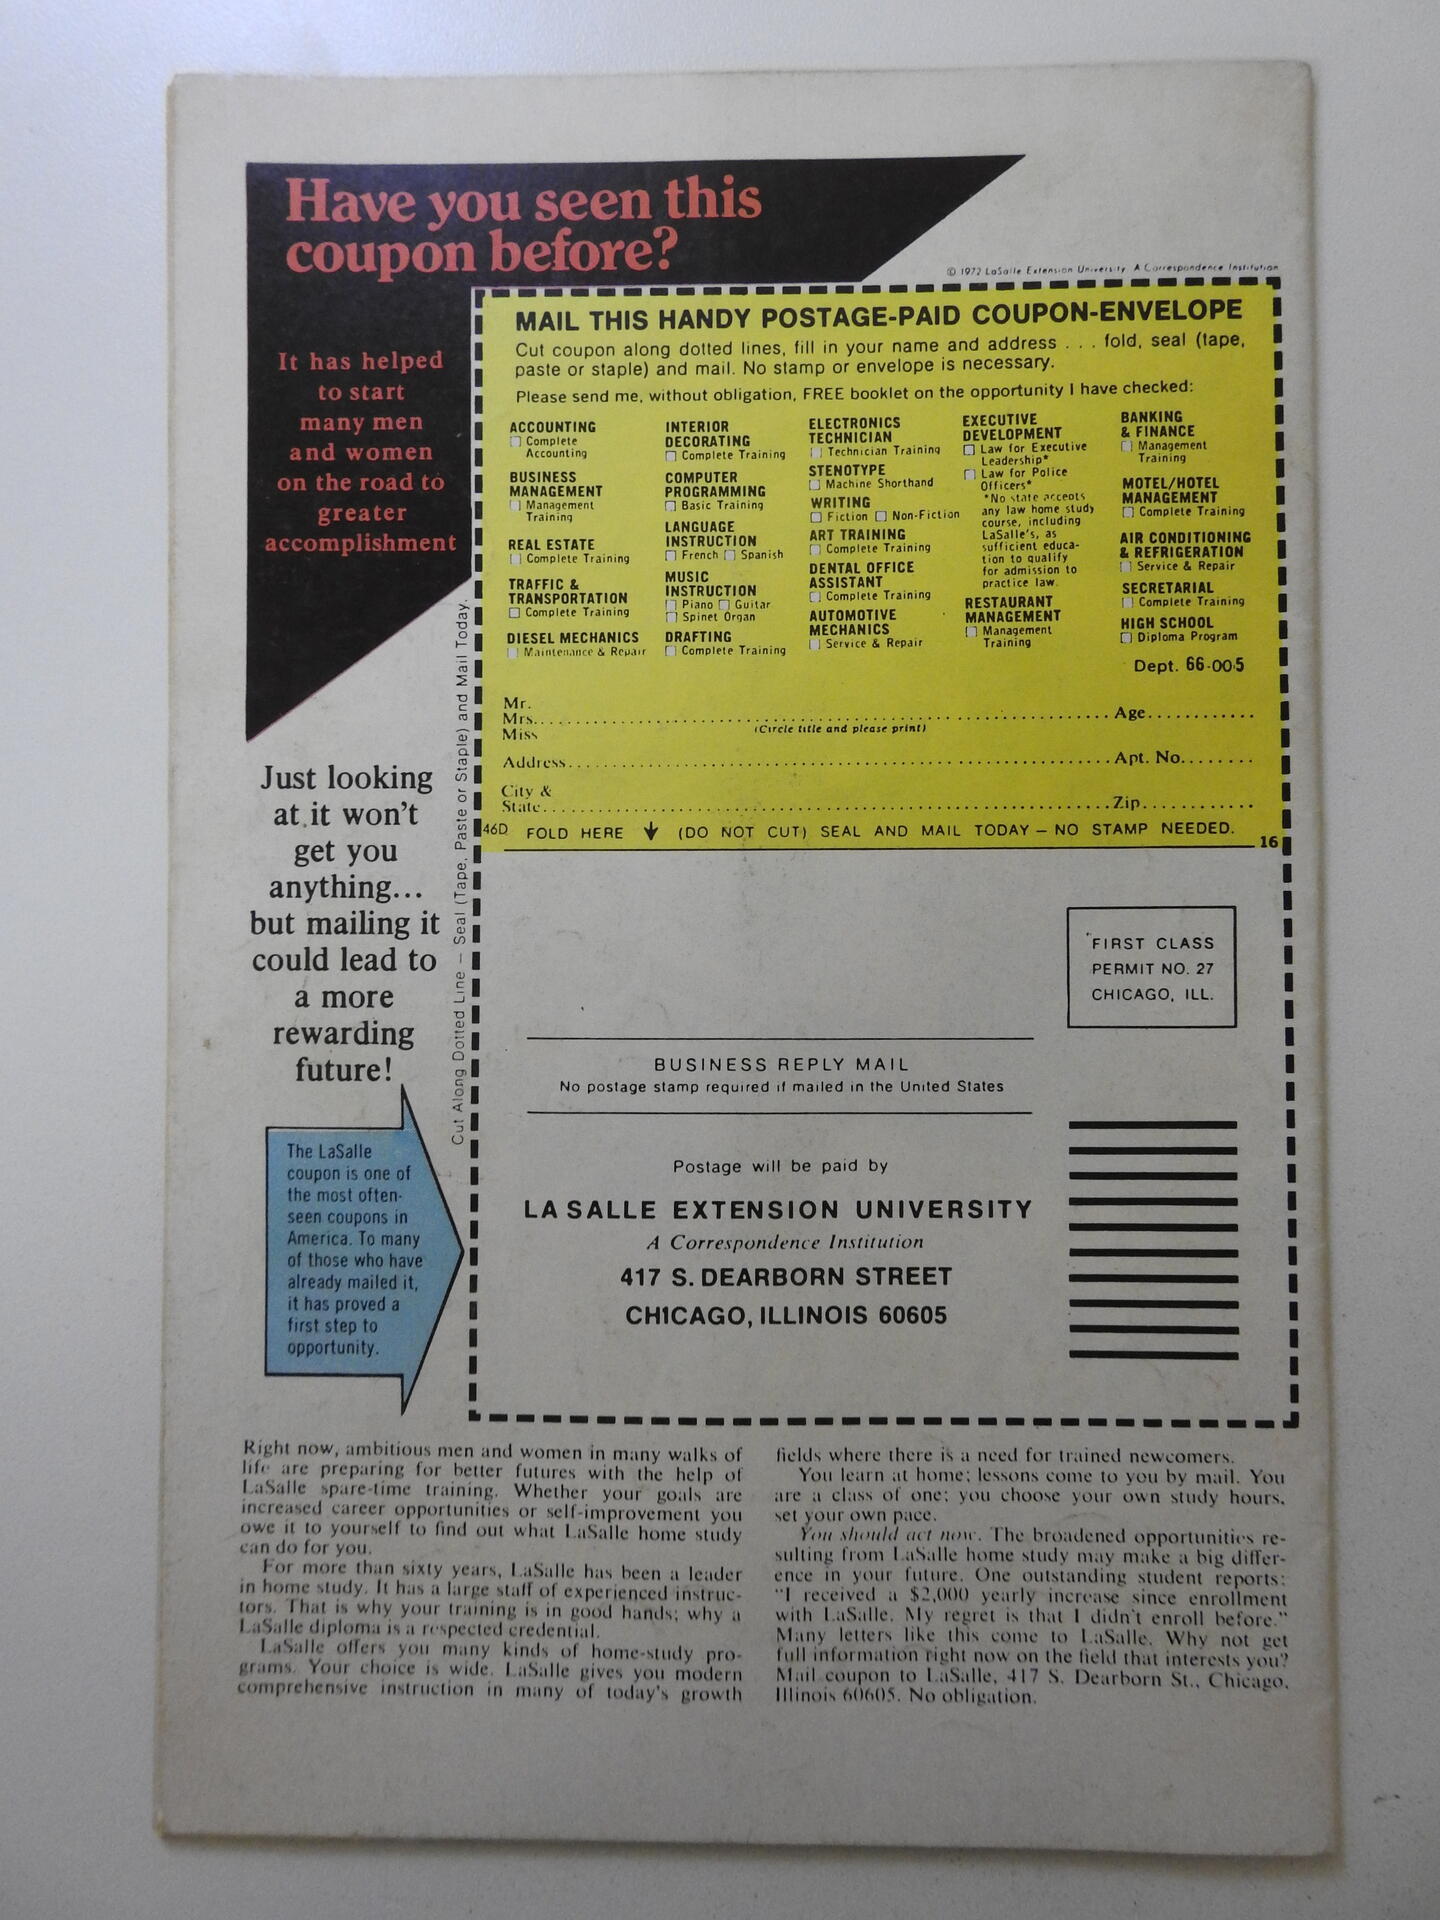 Have you seen this
coupon before?
It has helped
to start
many men
and women
on the road to
greater
accomplishment
Just looking
at it won't
get you
anything...
but mailing it
could lead to
a more
rewarding
future!
The LaSalle
coupon is one of
the most often-
seen coupons in
America. To many
of those who have
already mailed it,
it has proved a
first step to
opportunity.
Cut Along Dotted Line – Seal (Tape, Paste or Staple) and Mail Today.
© 1972 LaSalle Extension University A Correspondence Institution
MAIL THIS HANDY POSTAGE-PAID COUPON-ENVELOPE
Cut coupon along dotted lines, fill in your name and address . . . fold, seal (tape,
paste or staple) and mail. No stamp or envelope is necessary.
Please send me, without obligation, FREE booklet on the opportunity I have checked:
ACCOUNTING
Complete
Accounting
BUSINESS
MANAGEMENT
Management
Training
REAL ESTATE
Complete Training
TRAFFIC &
TRANSPORTATION
Complete Training
DIESEL MECHANICS
Maintenance & Repair
INTERIOR
DECORATING
Complete Training
COMPUTER
PROGRAMMING
Basic Training
LANGUAGE
INSTRUCTION
French Spanish
MUSIC
INSTRUCTION
Piano Guitar
Spinet Organ
DRAFTING
Complete Training
ELECTRONICS
TECHNICIAN
Technician Training
STENOTYPE
Machine Shorthand
WRITING
Fiction Non-Fiction
ART TRAINING
Complete Training
DENTAL OFFICE
ASSISTANT
Complete Training
AUTOMOTIVE
MECHANICS
Service & Repair
EXECUTIVE
DEVELOPMENT
Law for Executive
Leadership*
Law for Police
Officers*
*No state accepts
any law home study
course, including
LaSalle's, as
sufficient educa-
tion to qualify
for admission to
practice law.
RESTAURANT
MANAGEMENT
Management
Training
BANKING
& FINANCE
Management
Training
MOTEL/HOTEL
MANAGEMENT
Complete Training
AIR CONDITIONING
& REFRIGERATION
Service & Repair
SECRETARIAL
Complete Training
HIGH SCHOOL
Diploma Program
Dept. 66-005
Mr.
Mrs. Age
Miss (Circle title and please print)
Address Apt. No.
City &
State Zip
46D FOLD HERE (DO NOT CUT) SEAL AND MAIL TODAY – NO STAMP NEEDED.
16
FIRST CLASS
PERMIT NO. 27
CHICAGO, ILL.
BUSINESS REPLY MAIL
No postage stamp required if mailed in the United States
Postage will be paid by
LA SALLE EXTENSION UNIVERSITY
A Correspondence Institution
417 S. DEARBORN STREET
CHICAGO, ILLINOIS 60605
Right now, ambitious men and women in many walks of
life are preparing for better futures with the help of
LaSalle spare-time training. Whether your goals are
increased career opportunities or self-improvement you
owe it to yourself to find out what LaSalle home study
can do for you.
For more than sixty years, LaSalle has been a leader
in home study. It has a large staff of experienced instruc-
tors. That is why your training is in good hands; why a
LaSalle diploma is a respected credential.
LaSalle offers you many kinds of home-study pro-
grams. Your choice is wide. LaSalle gives you modern
comprehensive instruction in many of today's growth
fields where there is a need for trained newcomers.
You learn at home; lessons come to you by mail. You
are a class of one; you choose your own study hours,
set your own pace.
You should act now. The broadened opportunities re-
sulting from LaSalle home study may make a big differ-
ence in your future. One outstanding student reports:
"I received a $2,000 yearly increase since enrollment
with LaSalle. My regret is that I didn't enroll before."
Many letters like this come to LaSalle. Why not get
full information right now on the field that interests you?
Mail coupon to LaSalle, 417 S. Dearborn St., Chicago,
Illinois 60605. No obligation.